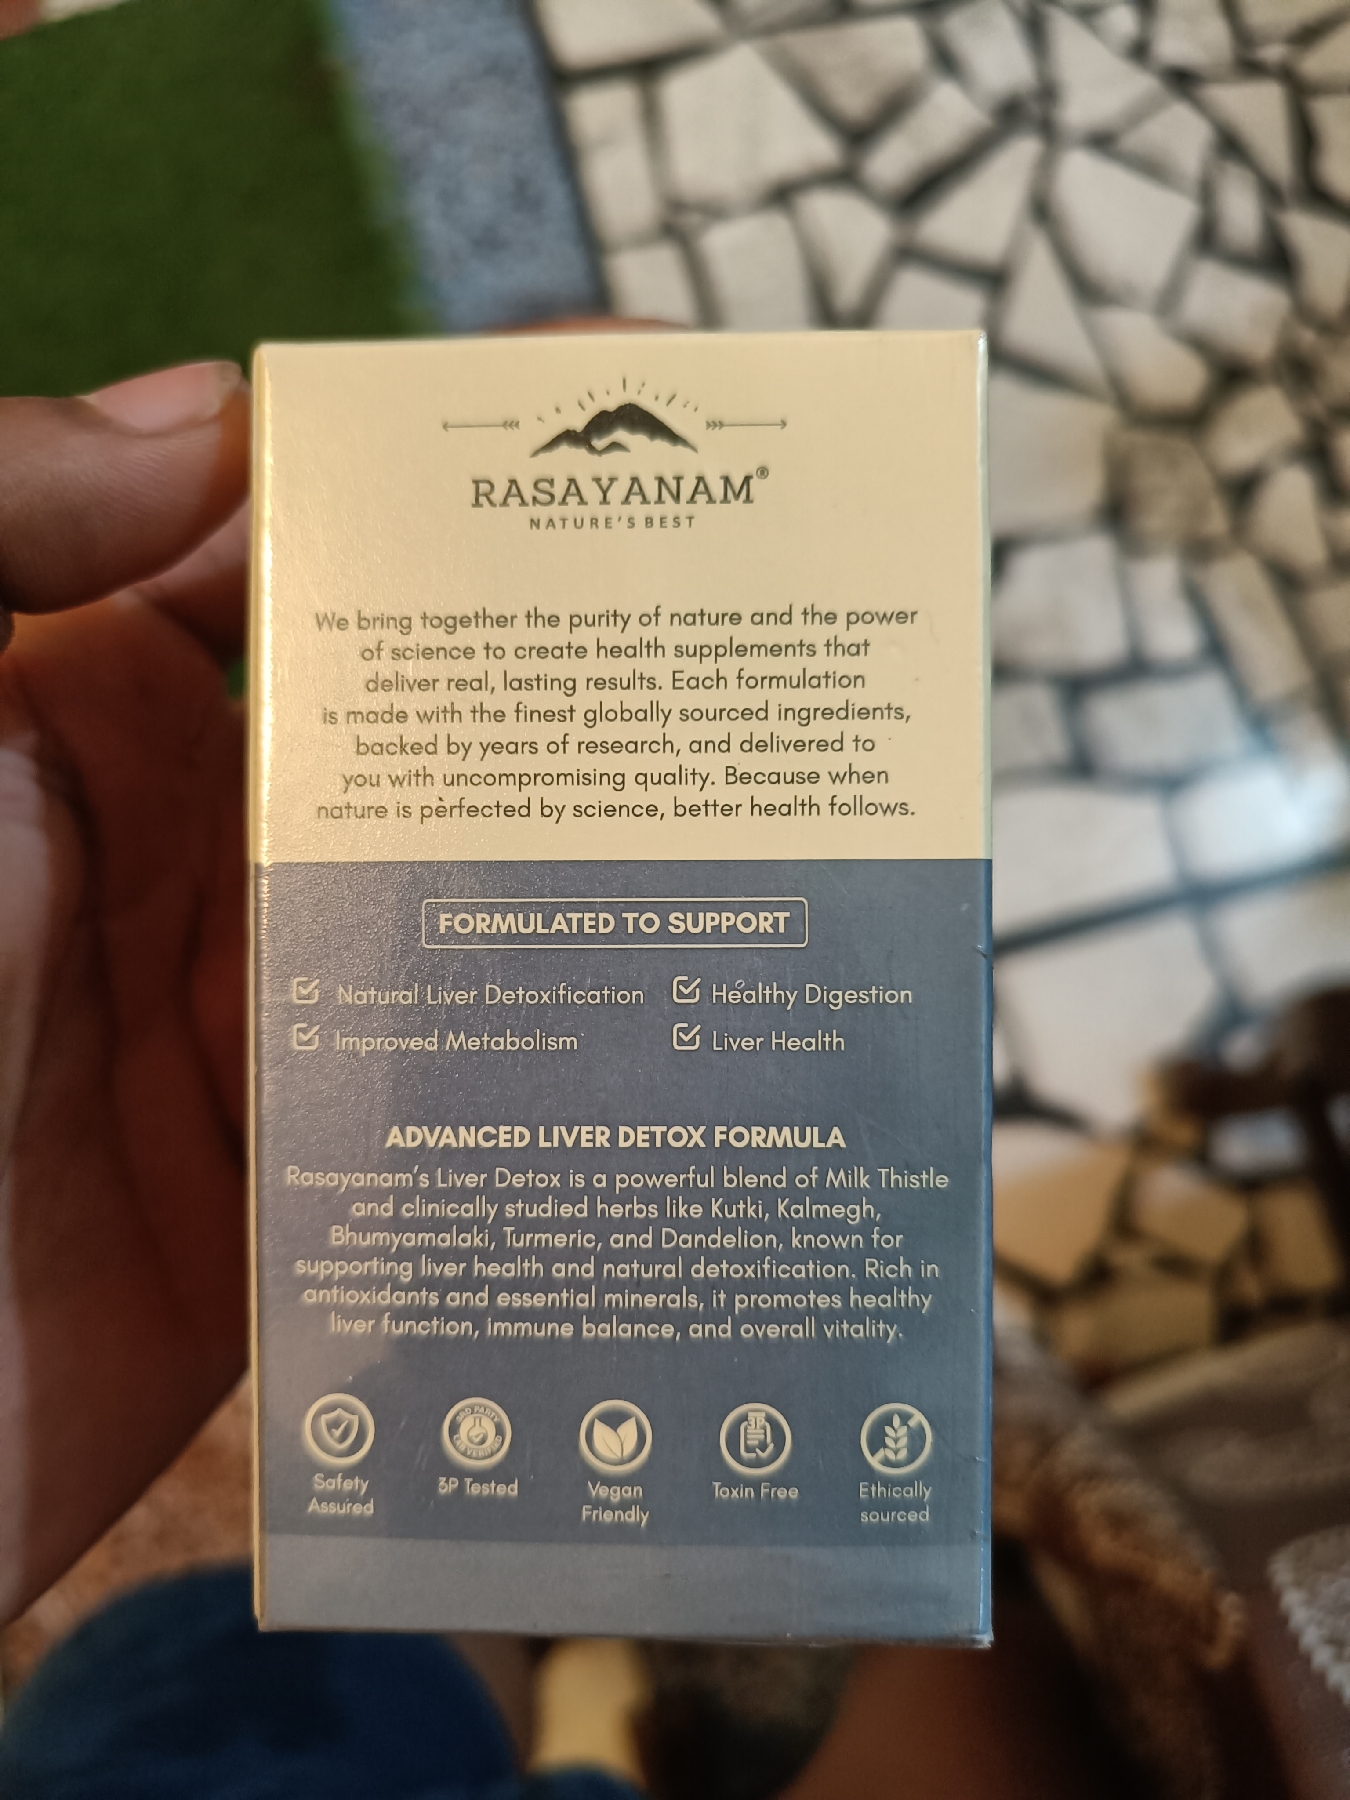 RASAYANAM®
NATURE'S BEST
We bring together the purity of nature and the power
of science to create health supplements that
deliver real, lasting results. Each formulation
is made with the finest globally sourced ingredients,
backed by years of research, and delivered to
you with uncompromising quality. Because when
nature is perfected by science, better health follows.
FORMULATED TO SUPPORT
Natural Liver Detoxification
Healthy Digestion
Improved Metabolism
Liver Health
ADVANCED LIVER DETOX FORMULA
Rasayanam's Liver Detox is a powerful blend of Milk Thistle
and clinically studied herbs like Kutki, Kalmegh,
Bhumyamalaki, Turmeric, and Dandelion, known for
supporting liver health and natural detoxification. Rich in
antioxidants and essential minerals, it promotes healthy
liver function, immune balance, and overall vitality.
3RD PARTY
LAB VERIFIED
3P
Safety
Assured
3P Tested
Vegan
Friendly
Toxin Free
Ethically
sourced